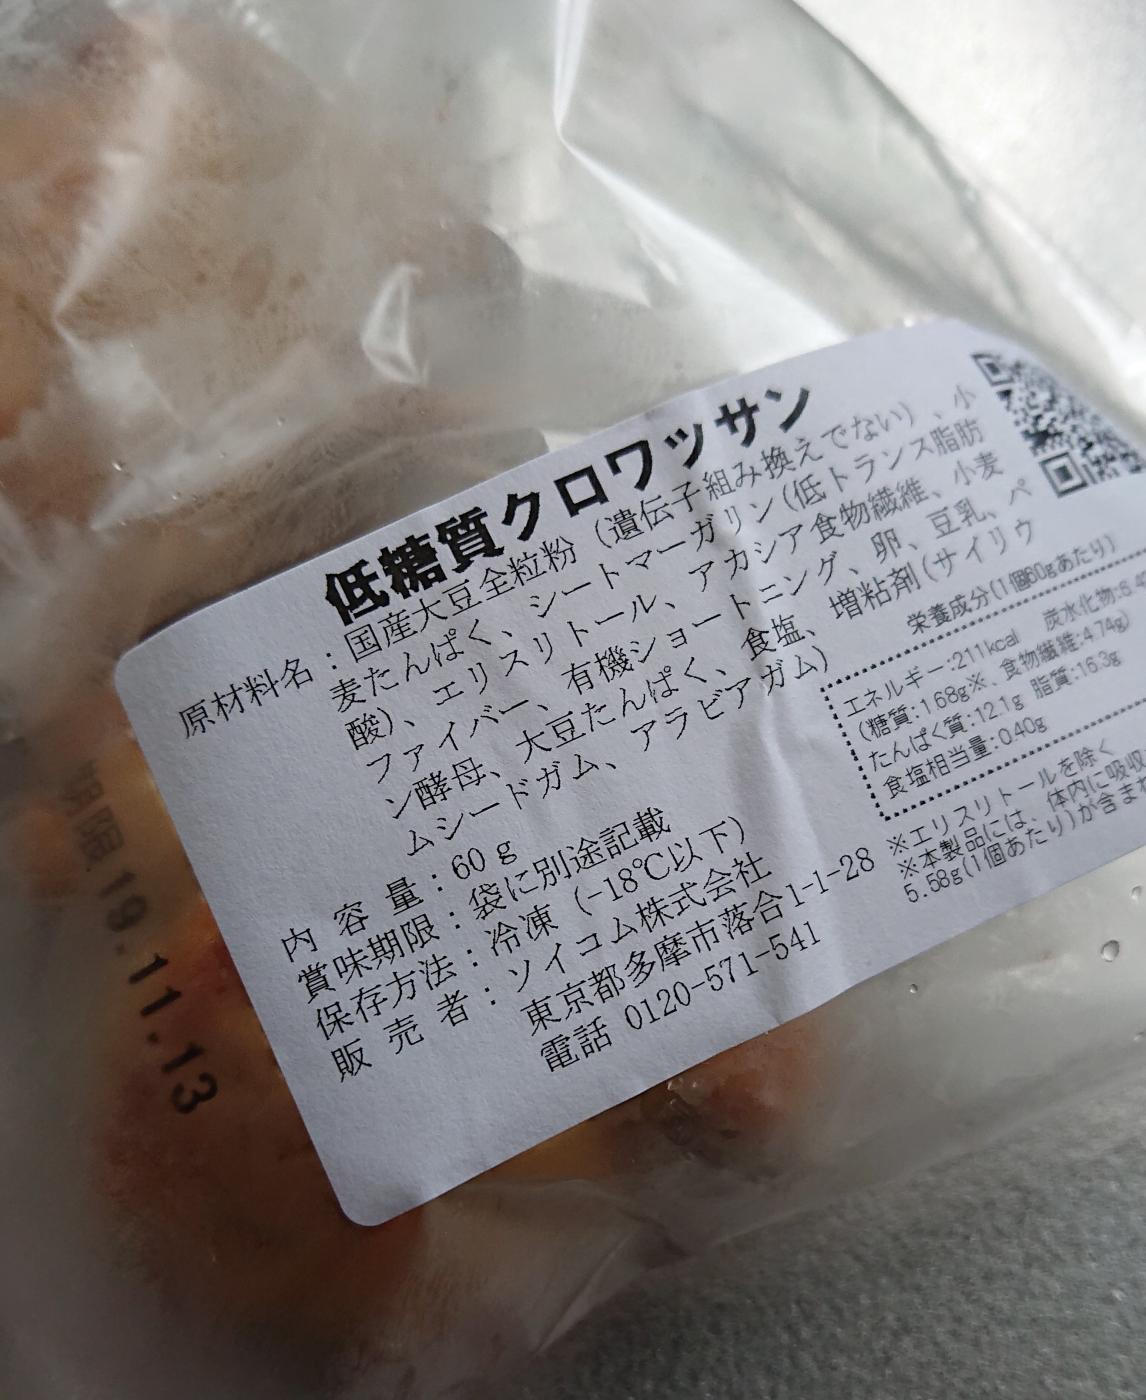 低糖質クロワッサン
原材料名：国産大豆全粒粉（遺伝子組み換えでない）、小
麦たんぱく、シートマーガリン（低トランス脂肪
酸）、エリスリトール、アカシア食物繊維、小麦
ファイバー、有機ショートニング、卵、豆乳、パ
ン酵母、大豆たんぱく、食塩、増粘剤（サイリウ
ムシードガム、アラビアガム）
内容量：60ｇ
賞味期限：袋に別途記載
保存方法：冷凍（-18℃以下）
販売者：ソイコム株式会社
東京都多摩市落合1-1-28
電話 0120-571-541
栄養成分(1個60gあたり)
エネルギー:211kcal 炭水化物:6.
(糖質:1.68g※、食物繊維:4.74g)
たんぱく質:12.1g 脂質:16.3g
食塩相当量:0.40g
※エリスリトールを除く
※本製品には、体内に吸収
5.58g(1個あたり)が含まれ
期限 19.11.13